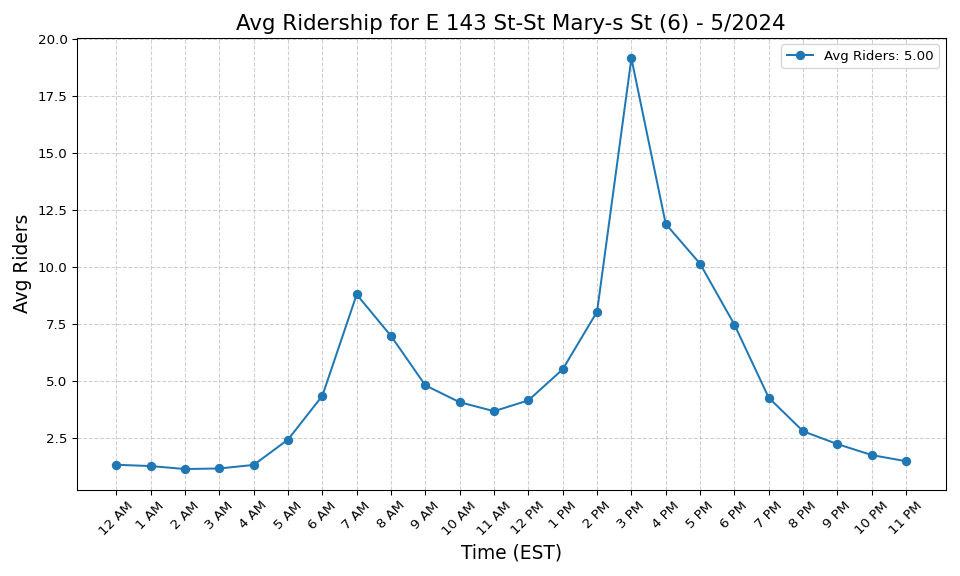 Avg Ridership for E 143 St-St Mary-s St (6) - 5/2024
Avg Riders: 5.00
Avg Riders
20.0
17.5
15.0
12.5
10.0
7.5
5.0
2.5
12 AM
1 AM
2 AM
3 AM
4 AM
5 AM
6 AM
7 AM
8 AM
9 AM
10 AM
11 AM
12 PM
1 PM
2 PM
3 PM
4 PM
5 PM
6 PM
7 PM
8 PM
9 PM
10 PM
11 PM
Time (EST)